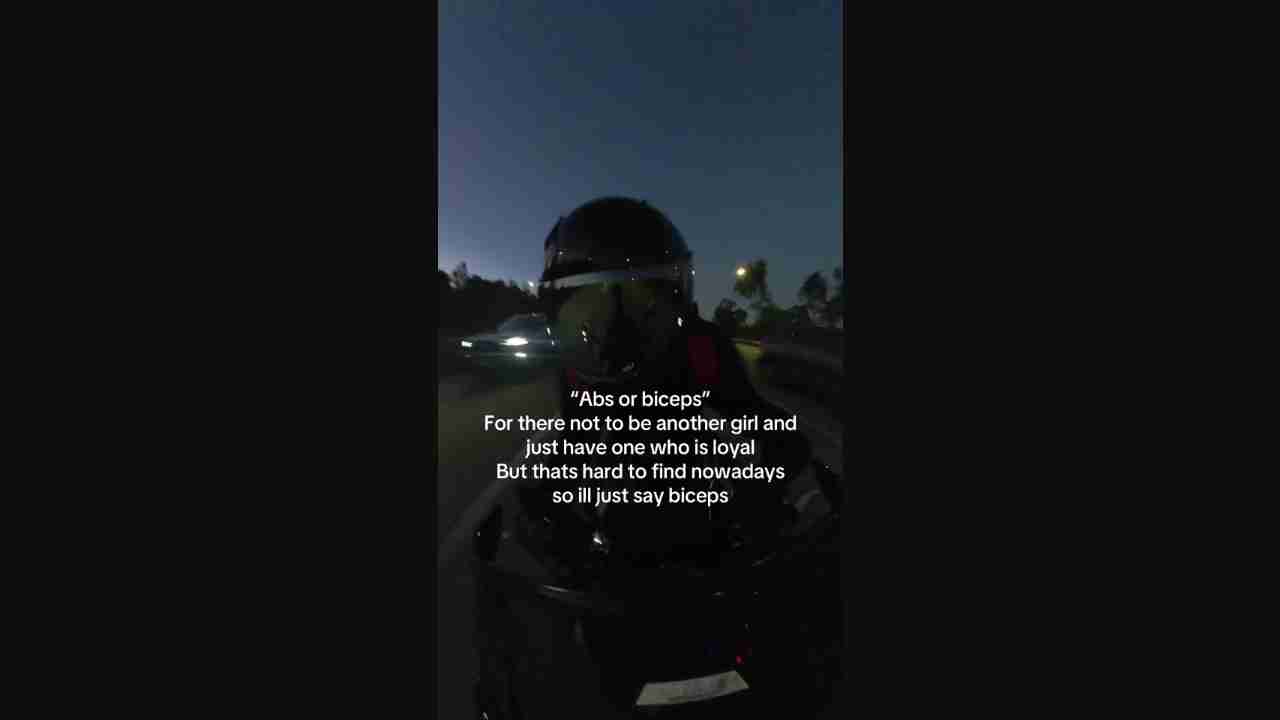 “Abs or biceps”
For there not to be another girl and
just have one who is loyal
But thats hard to find nowadays
so ill just say biceps